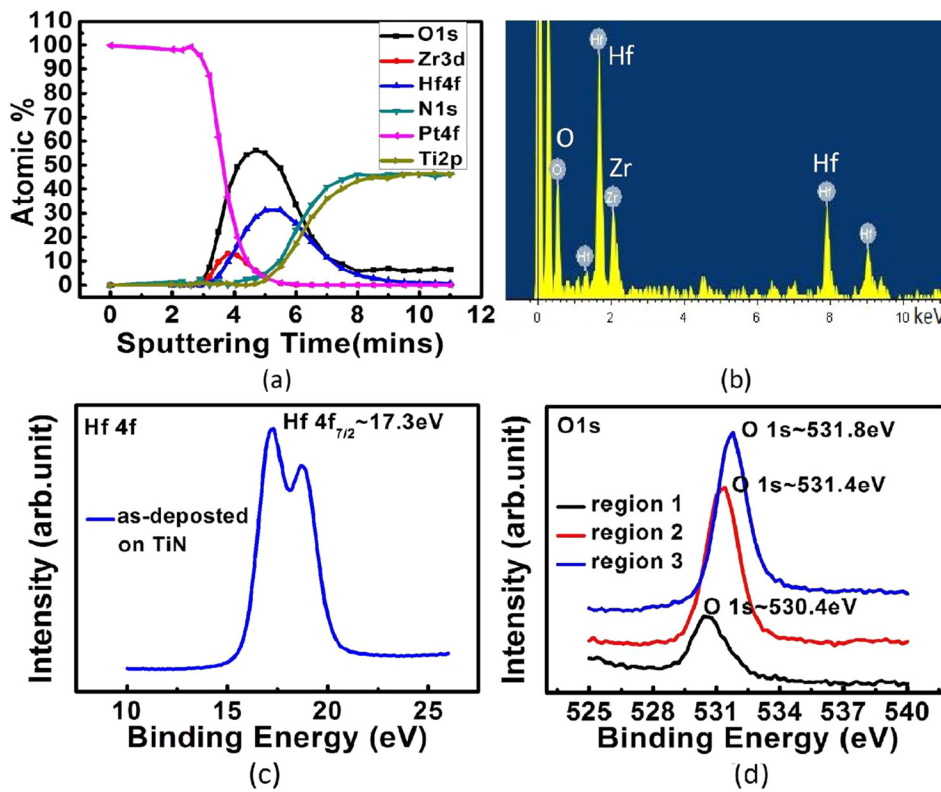 110
100
90
80
70
60
50
40
30
20
10
0
Atomic %
O1s
Zr3d
Hf4f
N1s
Pt4f
Ti2p
0 2 4 6 8 10 12
Sputtering Time(mins)
(a)
Hf
Hf
O
O
Zr
Zr
Hf
Hf
Hf
Hf
0 2 4 6 8 10 keV
(b)
Hf 4f
Hf 4f7/2~17.3eV
as-deposted
on TiN
Intensity (arb.unit)
10 15 20 25
Binding Energy (eV)
(c)
O1s
O 1s~531.8eV
O 1s~531.4eV
region 1
region 2
region 3
O 1s~530.4eV
Intensity (arb.unit)
525 528 531 534 537 540
Binding Energy (eV)
(d)